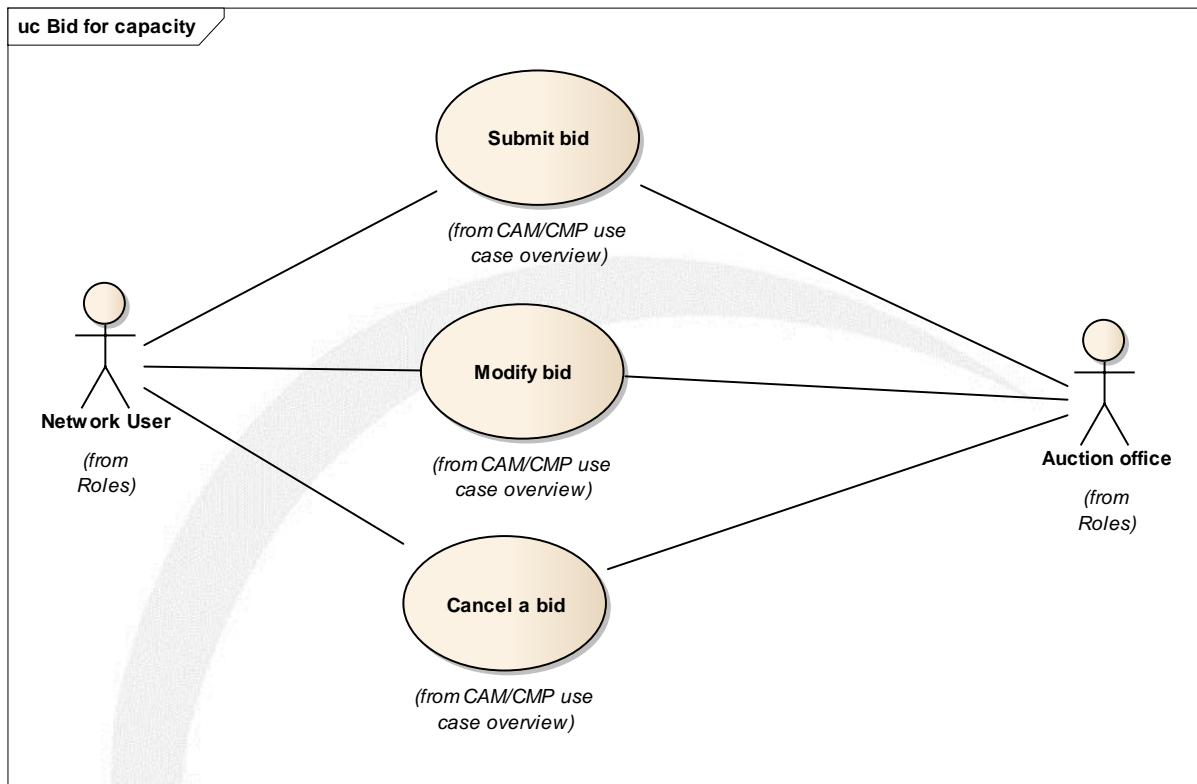 uc Bid for capacity
Submit bid
(from CAM/CMP use
case overview)
Network User
(from
Roles)
Modify bid
(from CAM/CMP use
case overview)
Auction office
(from
Roles)
Cancel a bid
(from CAM/CMP use
case overview)